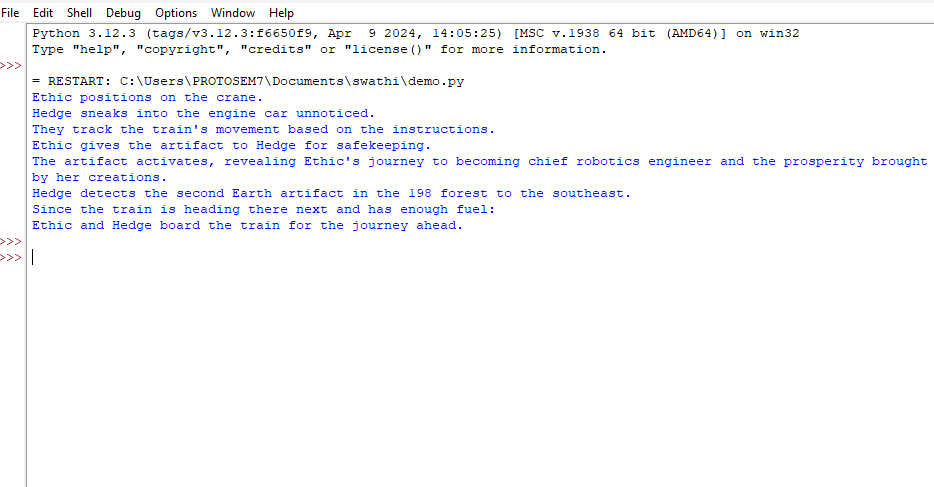 File Edit Shell Debug Options Window Help
Python 3.12.3 (tags/v3.12.3:f6650f9, Apr  9 2024, 14:05:25) [MSC v.1938 64 bit (AMD64)] on win32
Type "help", "copyright", "credits" or "license()" for more information.
>>>
= RESTART: C:\Users\PROTOSEM7\Documents\swathi\demo.py
Ethic positions on the crane.
Hedge sneaks into the engine car unnoticed.
They track the train's movement based on the instructions.
Ethic gives the artifact to Hedge for safekeeping.
The artifact activates, revealing Ethic's journey to becoming chief robotics engineer and the prosperity brought
by her creations.
Hedge detects the second Earth artifact in the 198 forest to the southeast.
Since the train is heading there next and has enough fuel:
Ethic and Hedge board the train for the journey ahead.
>>>
>>>